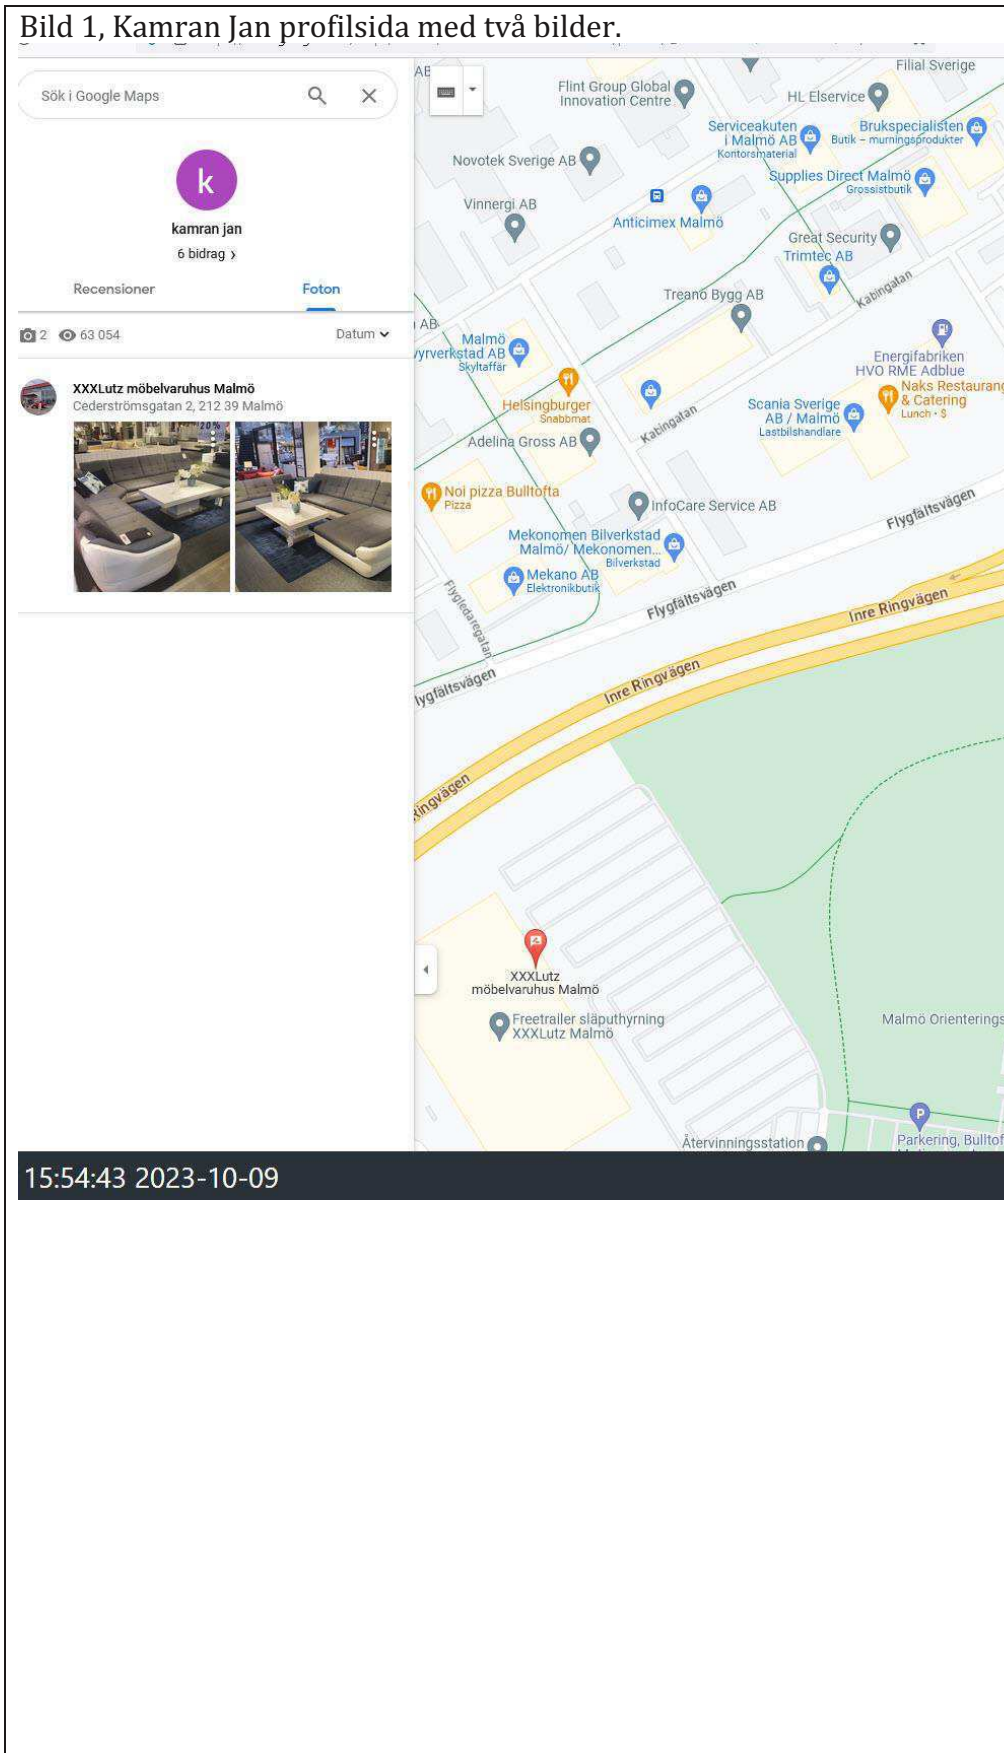 Bild 1, Kamran Jan profilsida med två bilder.
Sök i Google Maps
k
kamran jan
6 bidrag ›
Recensioner
Foton
2
63 054
Datum
XXXLutz möbelvaruhus Malmö
Cederströmsgatan 2, 212 39 Malmö
20%
AB
Flint Group Global
Innovation Centre
Filial Sverige
HL Elservice
Serviceakuten
i Malmö AB
Kontorsmaterial
Brukspecialisten
Butik – murningsprodukter
Novotek Sverige AB
Supplies Direct Malmö
Grossistbutik
Vinnergi AB
Anticimex Malmö
Great Security
Trimtec AB
Kabingatan
Treano Bygg AB
AB
Malmö
yrverkstad AB
Skyltaffär
Energifabriken
HVO RME Adblue
Helsingburger
Snabbmat
Naks Restaurang
& Catering
Lunch • $
Scania Sverige
AB / Malmö
Lastbilshandlare
Kabingatan
Adelina Gross AB
Noi pizza Bulltofta
Pizza
InfoCare Service AB
Flygfältsvägen
Mekonomen Bilverkstad
Malmö/ Mekonomen...
Bilverkstad
Mekano AB
Elektronikbutik
Flygledaregatan
Flygfältsvägen
Inre Ringvägen
lygfältsvägen
Inre Ringvägen
Ringvägen
XXXLutz
möbelvaruhus Malmö
Freetrailer släputhyrning
XXXLutz Malmö
Malmö Orienterings
P
Återvinningsstation
Parkering, Bulltof
15:54:43 2023-10-09